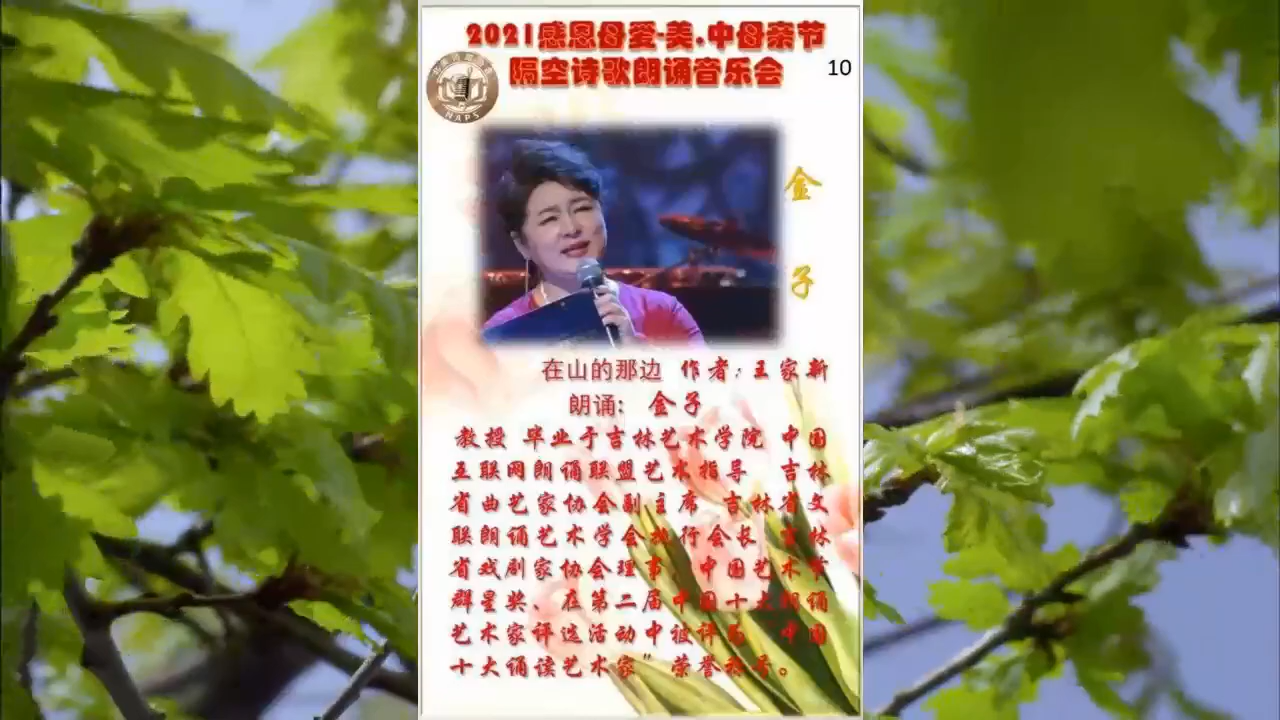 2021感恩母爱-美.中母亲节
隔空诗歌朗诵音乐会
10
NAPS
金
子
在山的那边 作者:王家新
朗诵: 金子
教授 毕业于吉林艺术学院 中国
互联网朗诵联盟艺术指导 吉林
省曲艺家协会副主席 吉林省文
联朗诵艺术学会执行会长 吉林
省戏剧家协会理事、中国艺术节
群星奖、在第二届中国十大朗诵
艺术家评选活动中被评为“中国
十大诵读艺术家”荣誉称号。